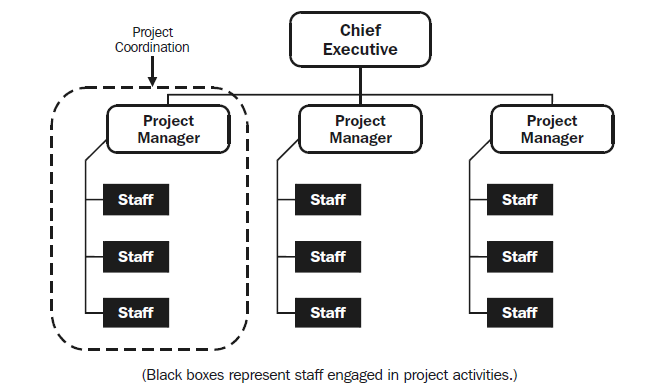 Project
Coordination
Chief
Executive
Project
Manager
Project
Manager
Project
Manager
Staff
Staff
Staff
Staff
Staff
Staff
Staff
Staff
Staff
(Black boxes represent staff engaged in project activities.)